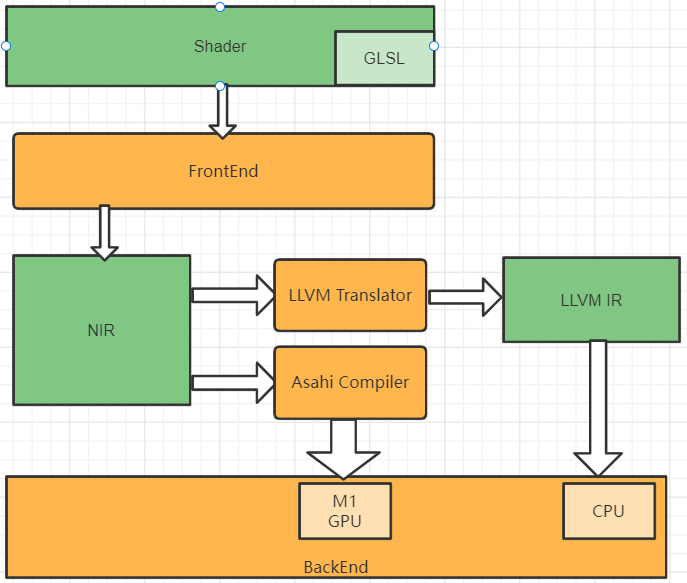 Shader
GLSL
FrontEnd
NIR
LLVM Translator
LLVM IR
Asahi Compiler
M1
GPU
CPU
BackEnd